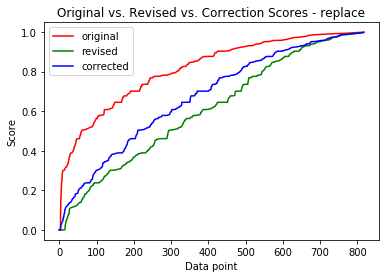 Original vs. Revised vs. Correction Scores - replace
original
revised
corrected
1.0
0.8
0.6
0.4
0.2
0.0
Score
0 100 200 300 400 500 600 700 800
Data point